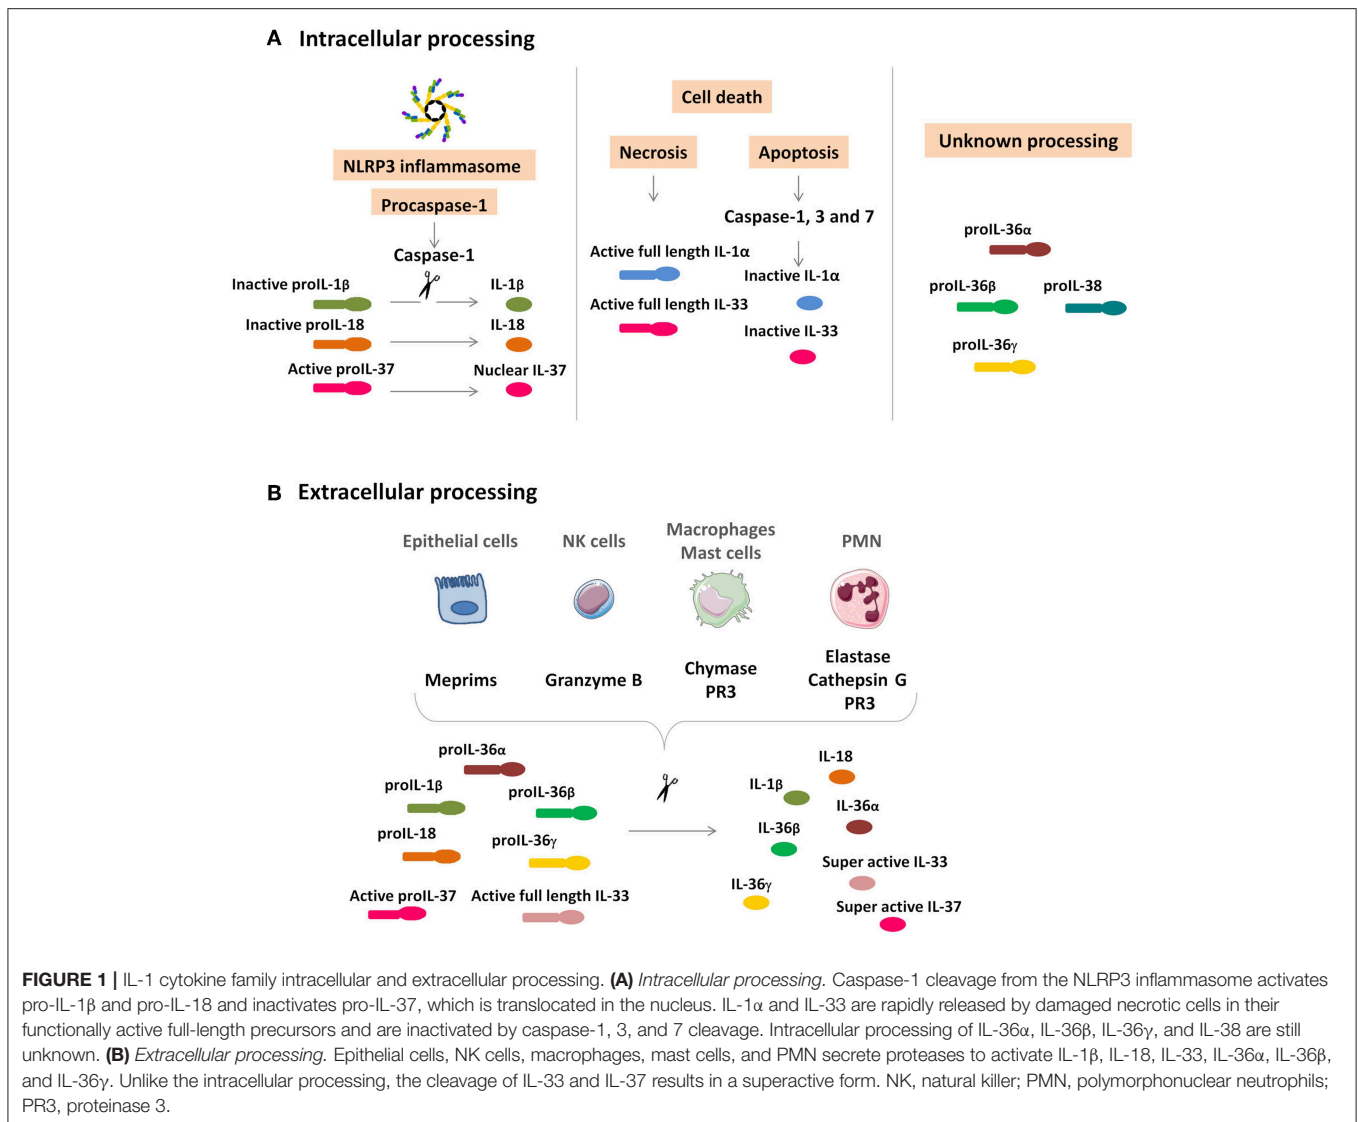 A Intracellular processing
NLRP3 inflammasome
Procaspase-1
Caspase-1
Inactive proIL-1β
IL-1β
Inactive proIL-18
IL-18
Active proIL-37
Nuclear IL-37
Cell death
Necrosis
Apoptosis
Caspase-1, 3 and 7
Active full length IL-1α
Inactive IL-1α
Active full length IL-33
Inactive IL-33
Unknown processing
proIL-36α
proIL-36β
proIL-38
proIL-36γ
B Extracellular processing
Epithelial cells
NK cells
Macrophages
Mast cells
PMN
Meprims
Granzyme B
Chymase
PR3
Elastase
Cathepsin G
PR3
proIL-36α
proIL-1β
proIL-36β
proIL-18
proIL-36γ
Active proIL-37
Active full length IL-33
IL-18
IL-1β
IL-36α
IL-36β
Super active IL-33
IL-36γ
Super active IL-37
FIGURE 1 | IL-1 cytokine family intracellular and extracellular processing. (A) Intracellular processing. Caspase-1 cleavage from the NLRP3 inflammasome activates
pro-IL-1β and pro-IL-18 and inactivates pro-IL-37, which is translocated in the nucleus. IL-1α and IL-33 are rapidly released by damaged necrotic cells in their
functionally active full-length precursors and are inactivated by caspase-1, 3, and 7 cleavage. Intracellular processing of IL-36α, IL-36β, IL-36γ, and IL-38 are still
unknown. (B) Extracellular processing. Epithelial cells, NK cells, macrophages, mast cells, and PMN secrete proteases to activate IL-1β, IL-18, IL-33, IL-36α, IL-36β,
and IL-36γ. Unlike the intracellular processing, the cleavage of IL-33 and IL-37 results in a superactive form. NK, natural killer; PMN, polymorphonuclear neutrophils;
PR3, proteinase 3.